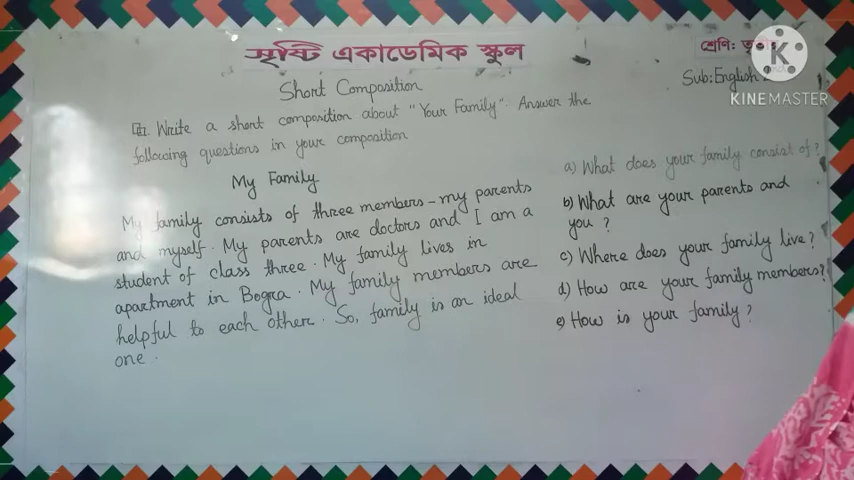 সৃষ্টি একাডেমিক স্কুল
শ্রেণি:
Sub: English
KINEMASTER
Short Composition
Write a short composition about "Your Family". Answer the
following questions in your composition
My Family
My family consists of three members - my parents
and myself. My parents are doctors and I am a
student of class three. My family lives in
apartment in Bogra. My family members are
helpful to each other. So, family is an ideal
one.
a) What does your family consist of?
b) What are your parents and
you?
c) Where does your family live?
d) How are your family members?
e) How is your family?